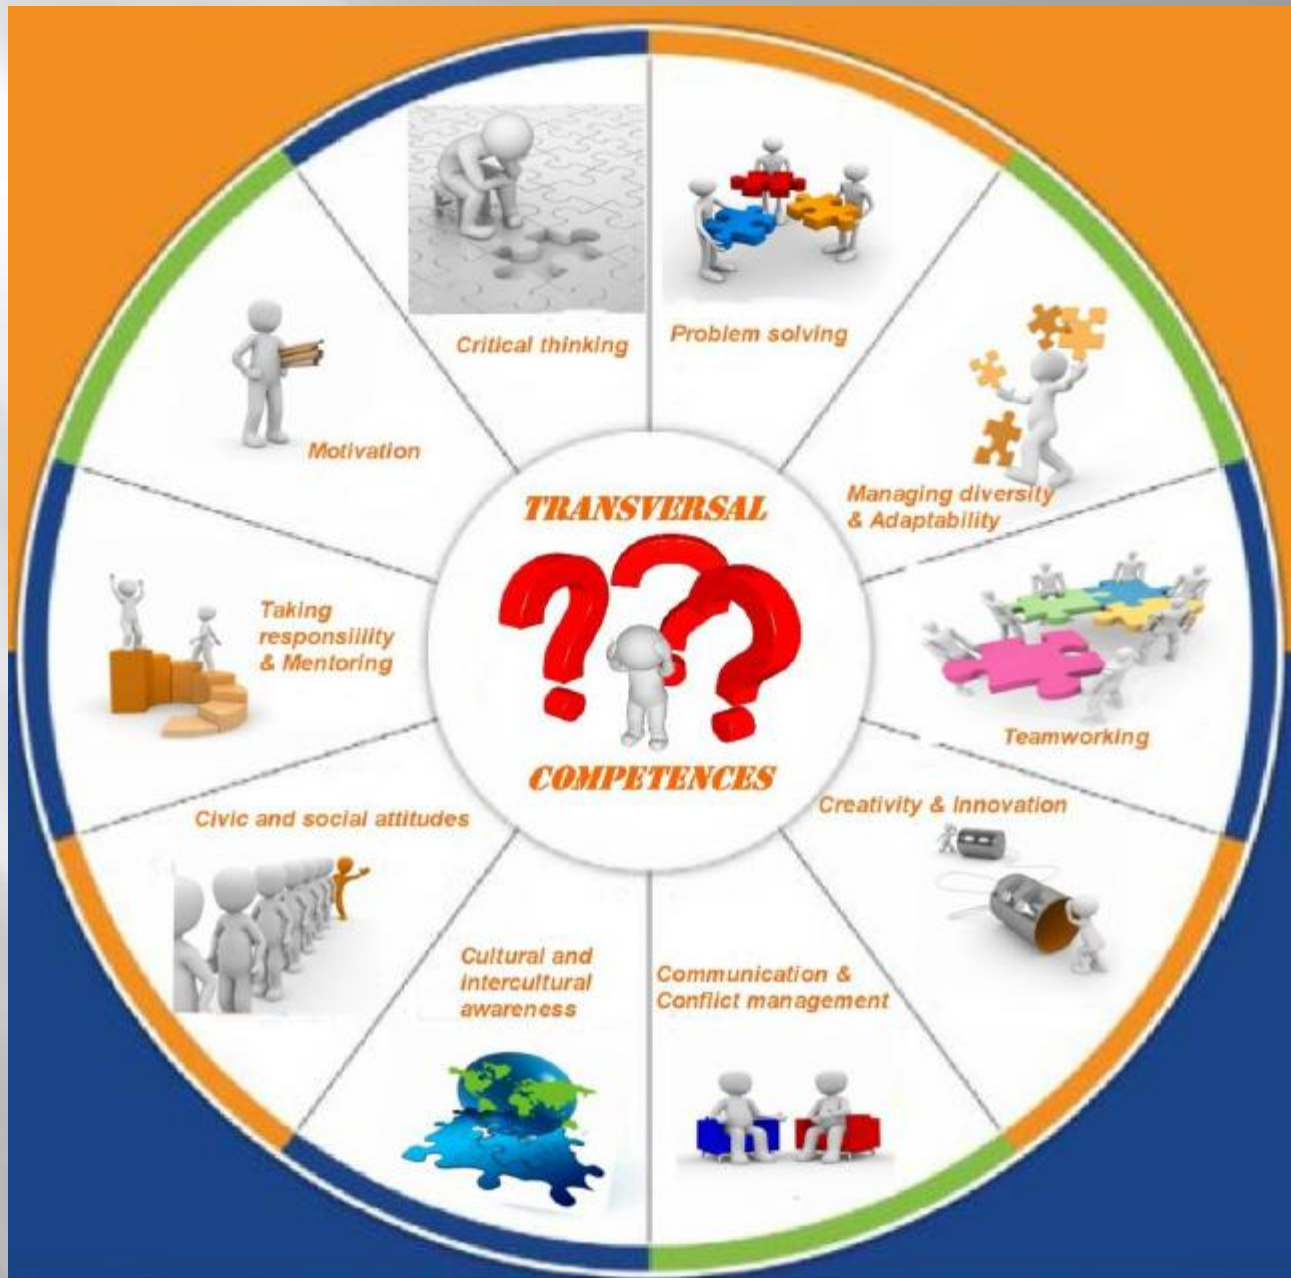 TRANSVERSAL
COMPETENCES
Problem solving
Managing diversity
& Adaptability
Teamworking
Creativity & Innovation
Communication &
Conflict management
Cultural and
intercultural
awareness
Civic and social attitudes
Taking
responsiility
& Mentoring
Motivation
Critical thinking